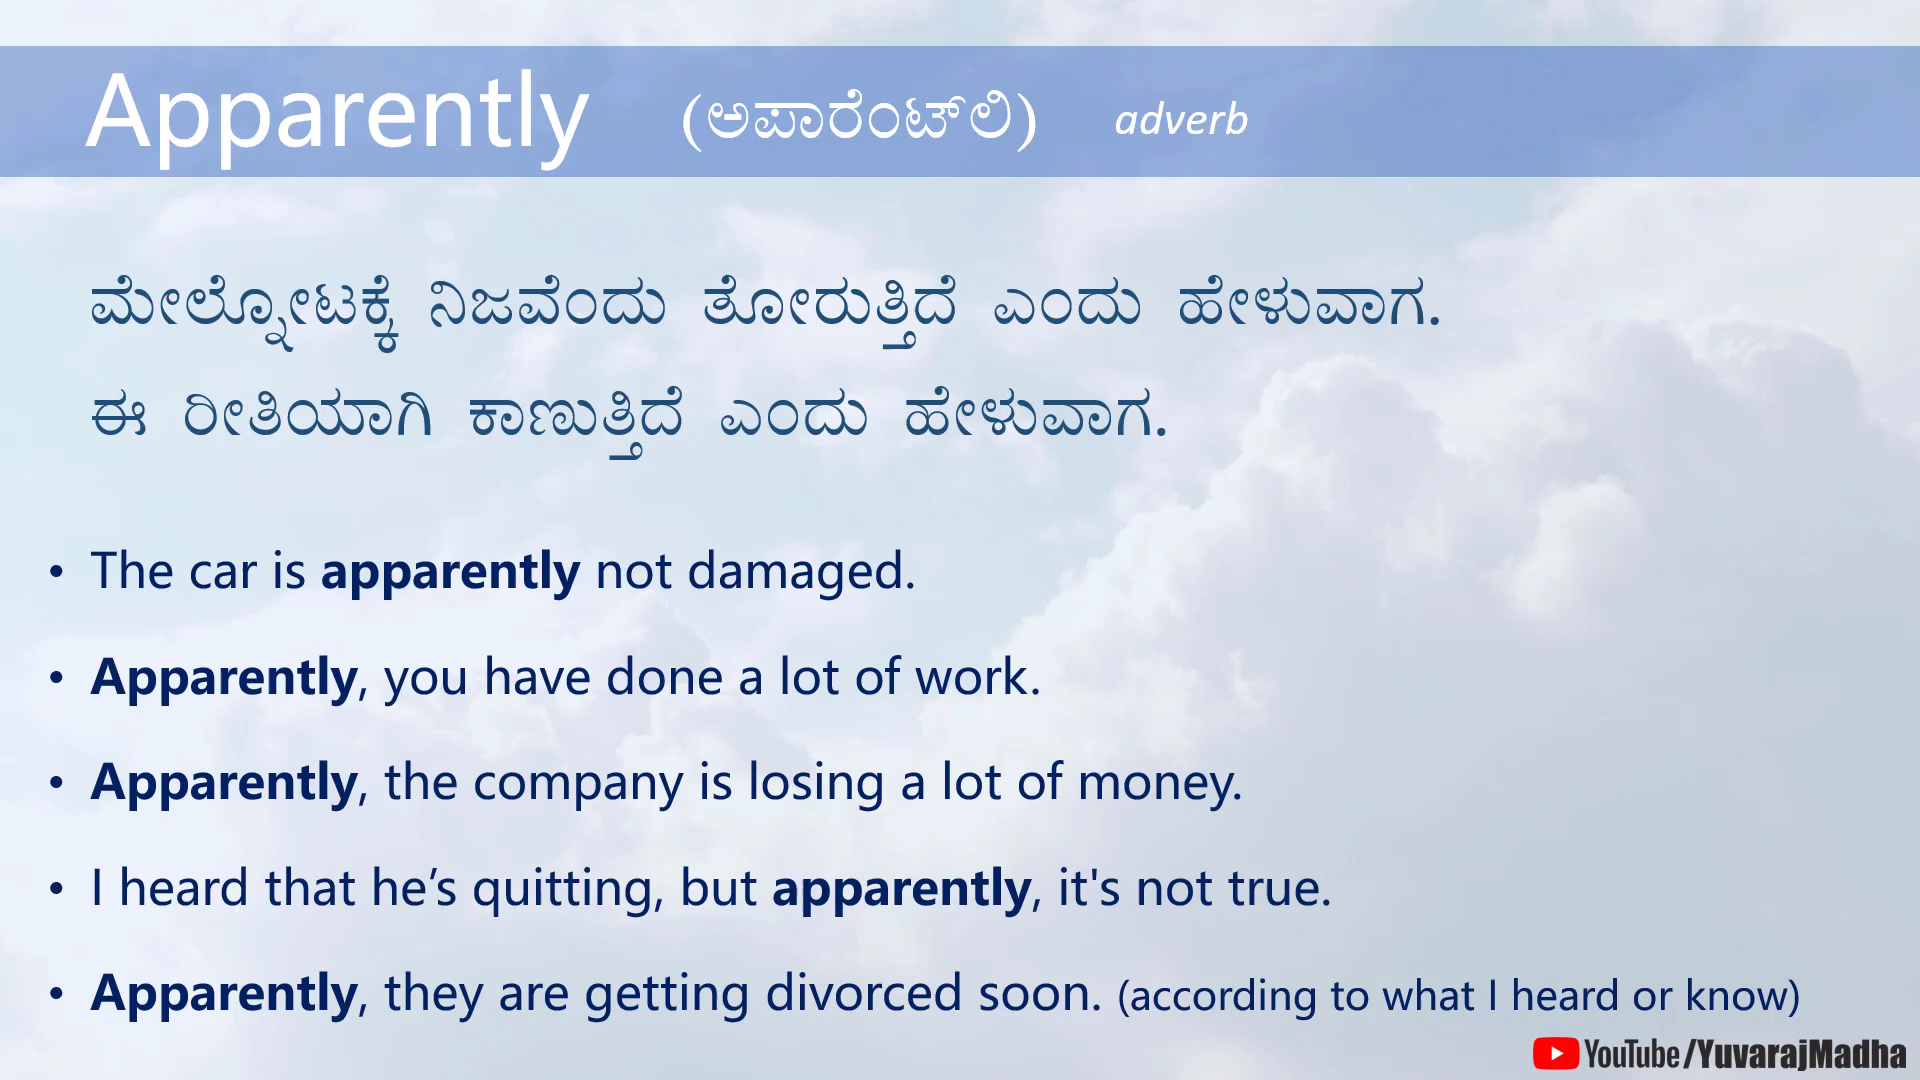 Apparently (ಅಪಾರೆಂಟ್‌ಲಿ) adverb
ಮೇಲ್ನೋಟಕ್ಕೆ ನಿಜವೆಂದು ತೋರುತ್ತಿದೆ ಎಂದು ಹೇಳುವಾಗ.
ಈ ರೀತಿಯಾಗಿ ಕಾಣುತ್ತಿದೆ ಎಂದು ಹೇಳುವಾಗ.
• The car is apparently not damaged.
• Apparently, you have done a lot of work.
• Apparently, the company is losing a lot of money.
• I heard that he’s quitting, but apparently, it's not true.
• Apparently, they are getting divorced soon. (according to what I heard or know)
YouTube/YuvarajMadha